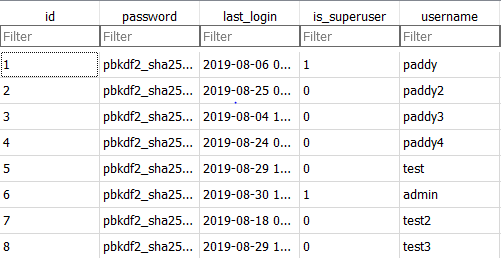 id password last_login is_superuser username
Filter Filter Filter Filter Filter
1 pbkdf2_sha25... 2019-08-06 0... 1 paddy
2 pbkdf2_sha25... 2019-08-25 0... 0 paddy2
3 pbkdf2_sha25... 2019-08-04 1... 0 paddy3
4 pbkdf2_sha25... 2019-08-24 0... 0 paddy4
5 pbkdf2_sha25... 2019-08-29 1... 0 test
6 pbkdf2_sha25... 2019-08-30 1... 1 admin
7 pbkdf2_sha25... 2019-08-18 0... 0 test2
8 pbkdf2_sha25... 2019-08-29 1... 0 test3